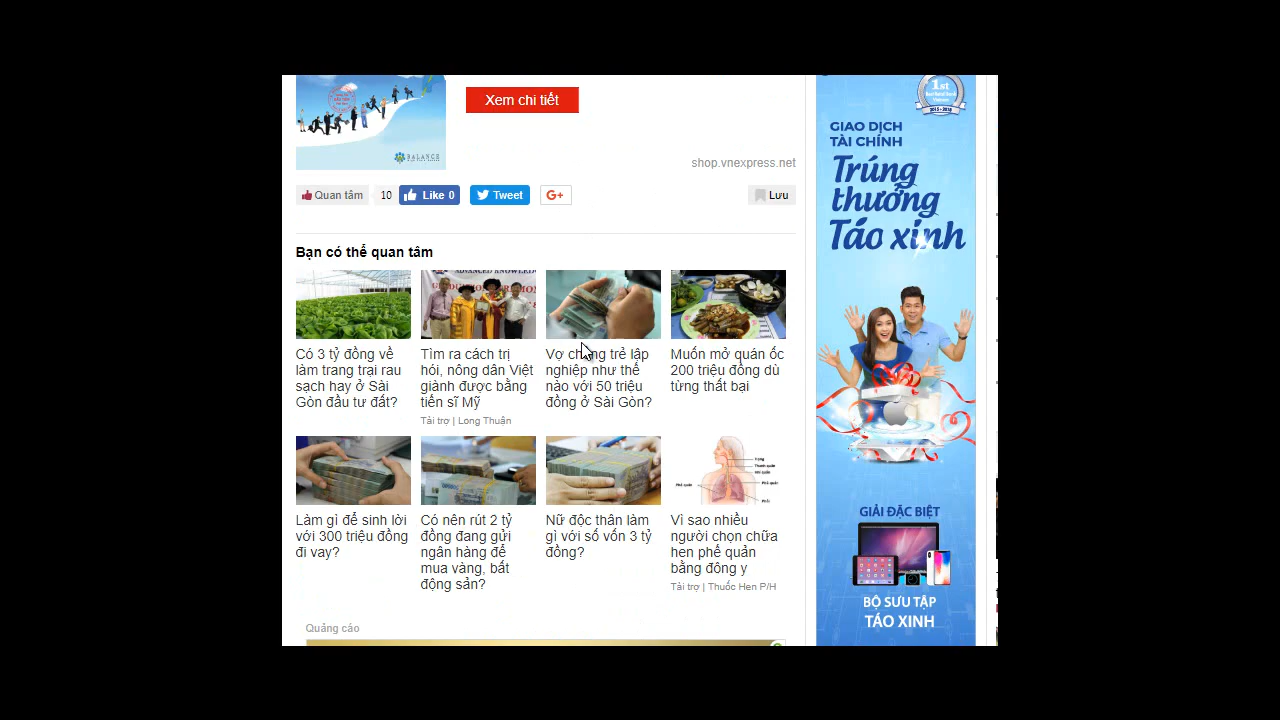 Xem chi tiết
BALANCE
shop.vnexpress.net
Quan tâm
10
Like 0
Tweet
G+
Lưu
Bạn có thể quan tâm
ADVANCED KNOWLED
Có 3 tỷ đồng về
làm trang trại rau
sạch hay ở Sài
Gòn đầu tư đất?
Tìm ra cách trị
hói, nông dân Việt
giành được bằng
tiến sĩ Mỹ
Tài trợ | Long Thuận
Vợ chồng trẻ lập
nghiệp như thế
nào với 50 triệu
đồng ở Sài Gòn?
Muốn mở quán ốc
200 triệu đồng dù
từng thất bại
Làm gì để sinh lời
với 300 triệu đồng
đi vay?
Có nên rút 2 tỷ
đồng đang gửi
ngân hàng để
mua vàng, bất
động sản?
Nữ độc thân làm
gì với số vốn 3 tỷ
đồng?
Vì sao nhiều
người chọn chữa
hen phế quản
bằng đông y
Tài trợ | Thuốc Hen P/H
Quảng cáo
1st
GIAO DỊCH
TÀI CHÍNH
Trúng
thưởng
Táo xinh
GIẢI ĐẶC BIỆT
BỘ SƯU TẬP
TÁO XINH